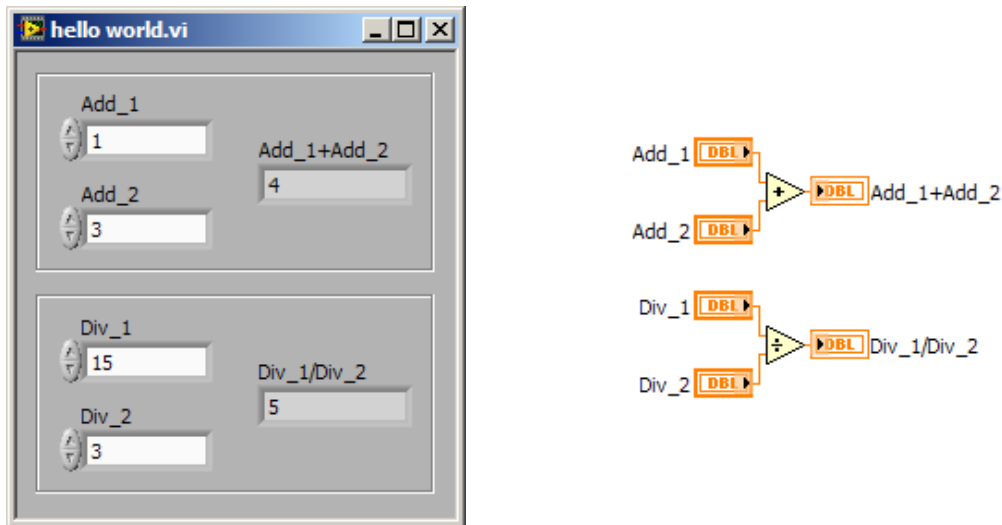 hello world.vi
Add_1
1
Add_1+Add_2
4
Add_2
3
Div_1
15
Div_1/Div_2
5
Div_2
3
Add_1 DBL
+ DBL Add_1+Add_2
Add_2 DBL
Div_1 DBL
÷ DBL Div_1/Div_2
Div_2 DBL